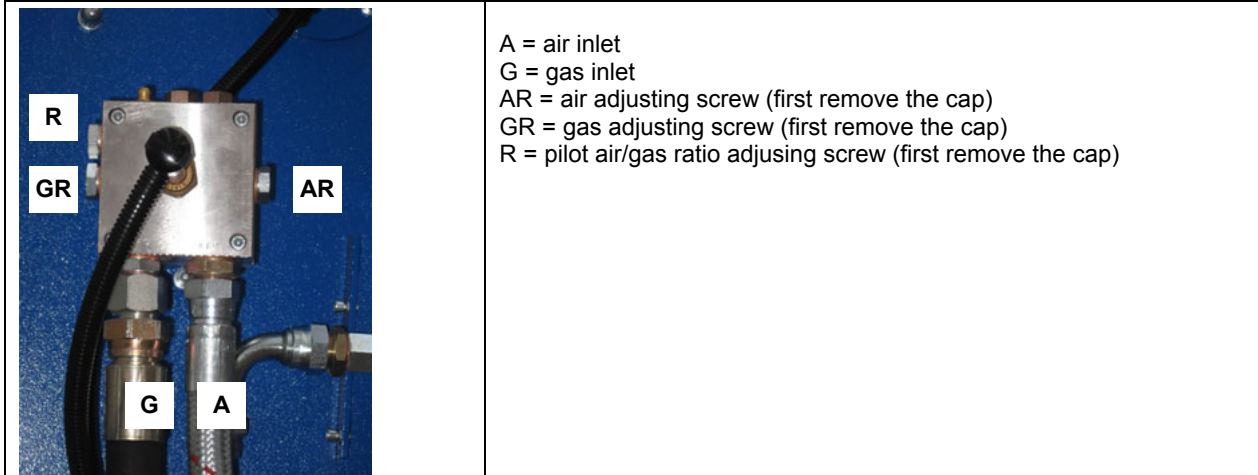 A = air inlet
G = gas inlet
AR = air adjusting screw (first remove the cap)
GR = gas adjusting screw (first remove the cap)
R = pilot air/gas ratio adjusing screw (first remove the cap)
R
GR
AR
G
A